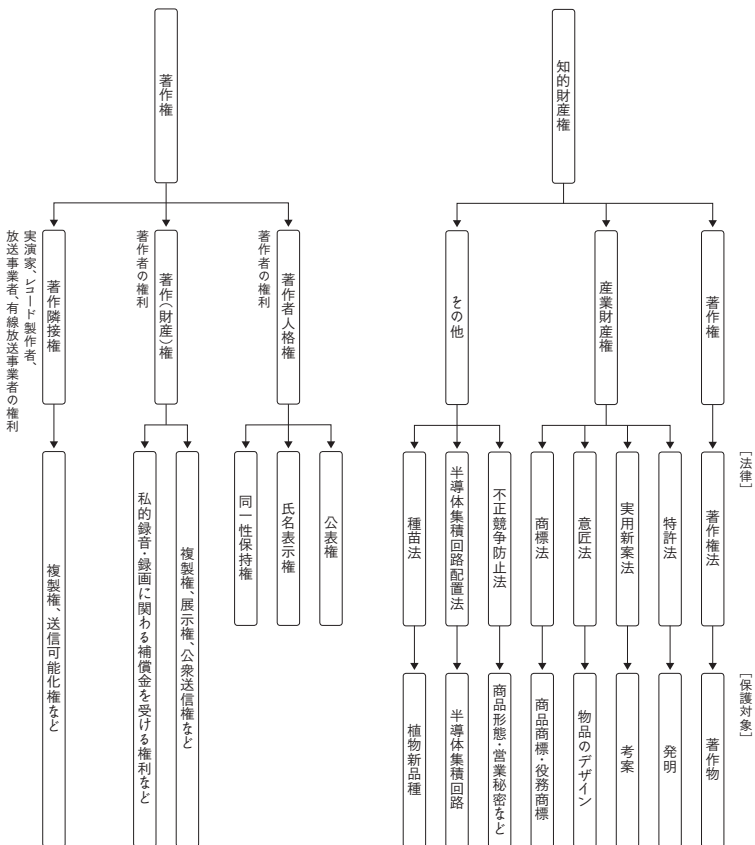 知的財産権
著作権
産業財産権
その他
[法律]
著作権法
特許法
実用新案法
意匠法
商標法
不正競争防止法
半導体集積回路配置法
種苗法
[保護対象]
著作物
発明
考案
物品のデザイン
商品商標・役務商標
商品形態・営業秘密など
半導体集積回路
植物新品種
著作権
著作者人格権
著作者の権利
著作(財産)権
著作者の権利
著作隣接権
実演家、レコード製作者、
放送事業者、有線放送事業者の権利
公表権
氏名表示権
同一性保持権
複製権、展示権、公衆送信権など
私的録音・録画に関わる補償金を受ける権利など
複製権、送信可能化権など